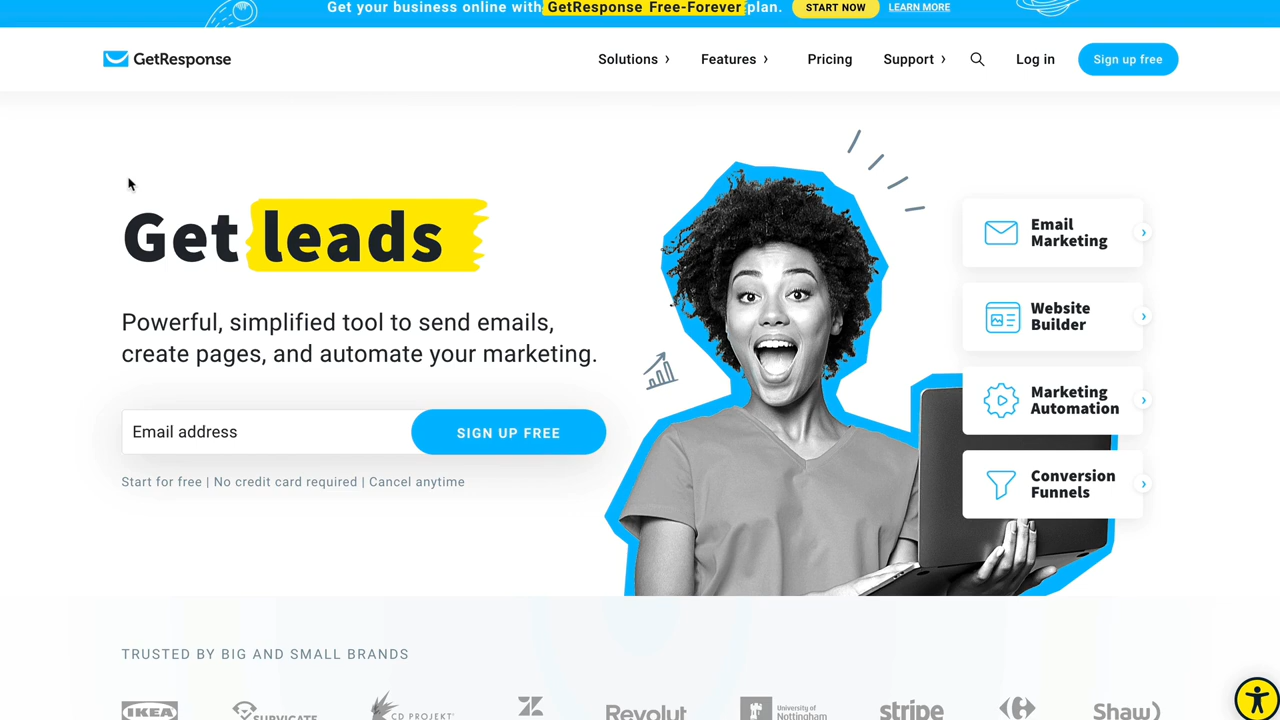 Get your business online with GetResponse Free-Forever plan. START NOW LEARN MORE
GetResponse Solutions Features Pricing Support Log in Sign up free
Get leads
Powerful, simplified tool to send emails,
create pages, and automate your marketing.
Email address SIGN UP FREE
Start for free | No credit card required | Cancel anytime
Email
Marketing
Website
Builder
Marketing
Automation
Conversion
Funnels
TRUSTED BY BIG AND SMALL BRANDS
IKEA SURVICATE CD PROJEKT Revolut University of
Nottingham stripe Shaw)